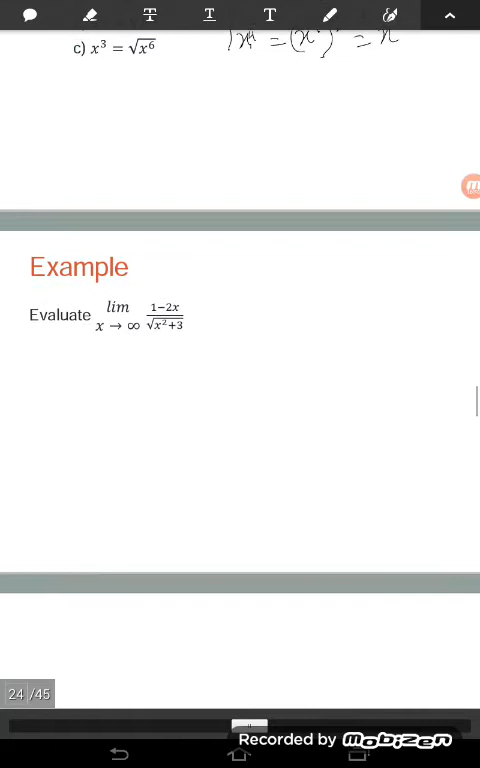 c) x³ = √x⁶
= (x
= x
Example
Evaluate lim x → ∞ 1−2x / √x²+3
24 /45
Recorded by mobizen